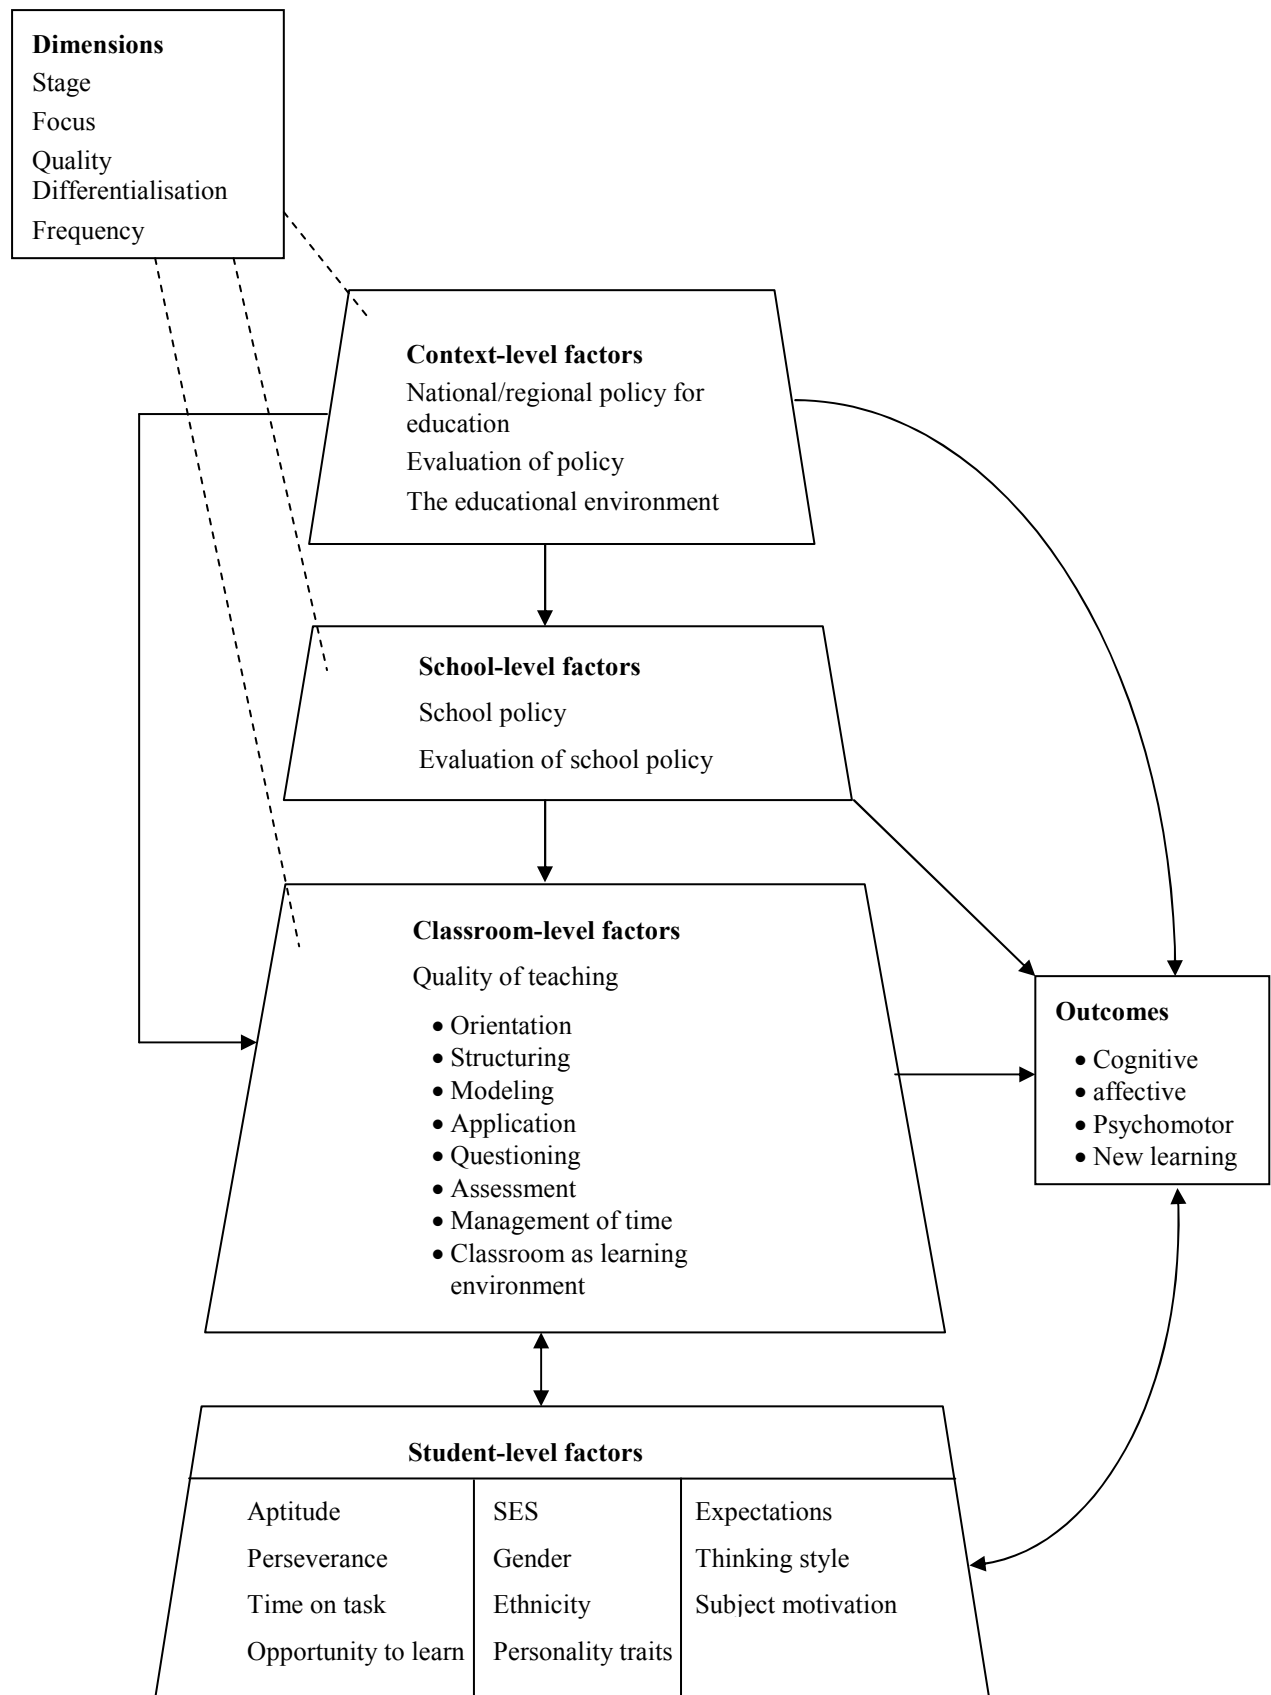 Dimensions
Stage
Focus
Quality
Differentialisation
Frequency
Context-level factors
National/regional policy for
education
Evaluation of policy
The educational environment
School-level factors
School policy
Evaluation of school policy
Classroom-level factors
Quality of teaching
• Orientation
• Structuring
• Modeling
• Application
• Questioning
• Assessment
• Management of time
• Classroom as learning
environment
Outcomes
• Cognitive
• affective
• Psychomotor
• New learning
Student-level factors
Aptitude
Perseverance
Time on task
Opportunity to learn
SES
Gender
Ethnicity
Personality traits
Expectations
Thinking style
Subject motivation